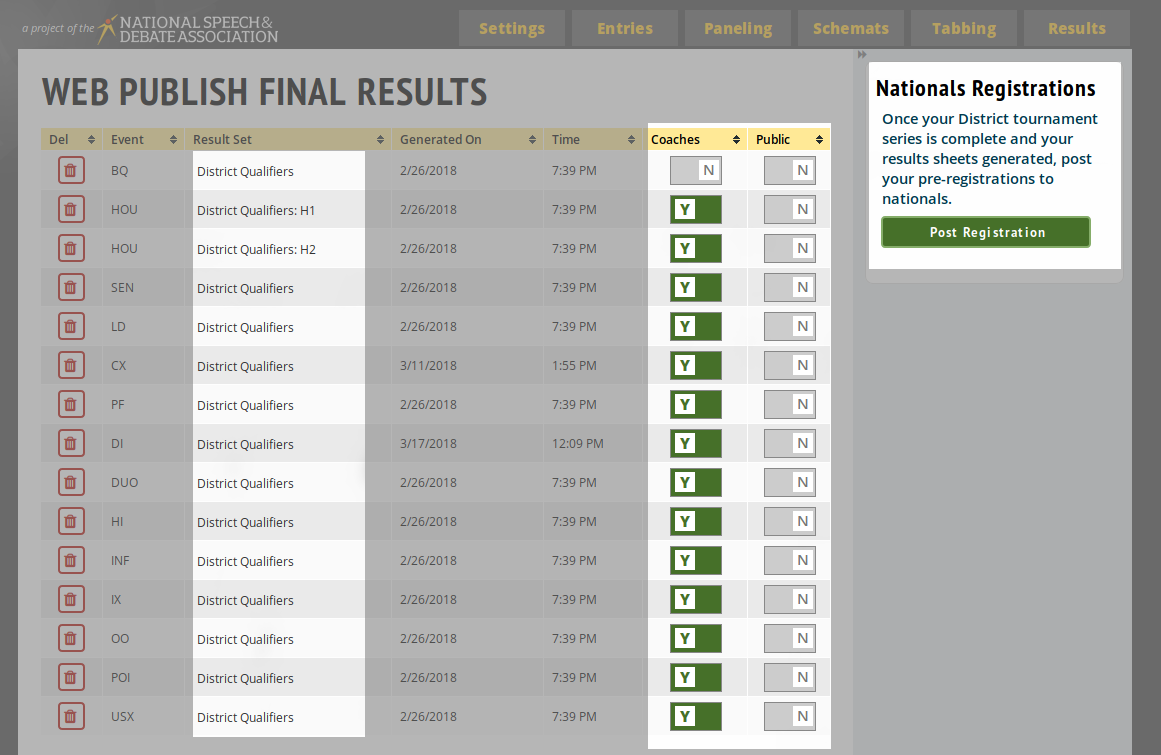 a project of the NATIONAL SPEECH & DEBATE ASSOCIATION
Settings Entries Paneling Schemats Tabbing Results
WEB PUBLISH FINAL RESULTS
Del Event Result Set Generated On Time Coaches Public
BQ District Qualifiers 2/26/2018 7:39 PM N N
HOU District Qualifiers: H1 2/26/2018 7:39 PM Y N
HOU District Qualifiers: H2 2/26/2018 7:39 PM Y N
SEN District Qualifiers 2/26/2018 7:39 PM Y N
LD District Qualifiers 2/26/2018 7:39 PM Y N
CX District Qualifiers 3/11/2018 1:55 PM Y N
PF District Qualifiers 2/26/2018 7:39 PM Y N
DI District Qualifiers 3/17/2018 12:09 PM Y N
DUO District Qualifiers 2/26/2018 7:39 PM Y N
HI District Qualifiers 2/26/2018 7:39 PM Y N
INF District Qualifiers 2/26/2018 7:39 PM Y N
IX District Qualifiers 2/26/2018 7:39 PM Y N
OO District Qualifiers 2/26/2018 7:39 PM Y N
POI District Qualifiers 2/26/2018 7:39 PM Y N
USX District Qualifiers 2/26/2018 7:39 PM Y N
Nationals Registrations
Once your District tournament
series is complete and your
results sheets generated, post
your pre-registrations to
nationals.
Post Registration